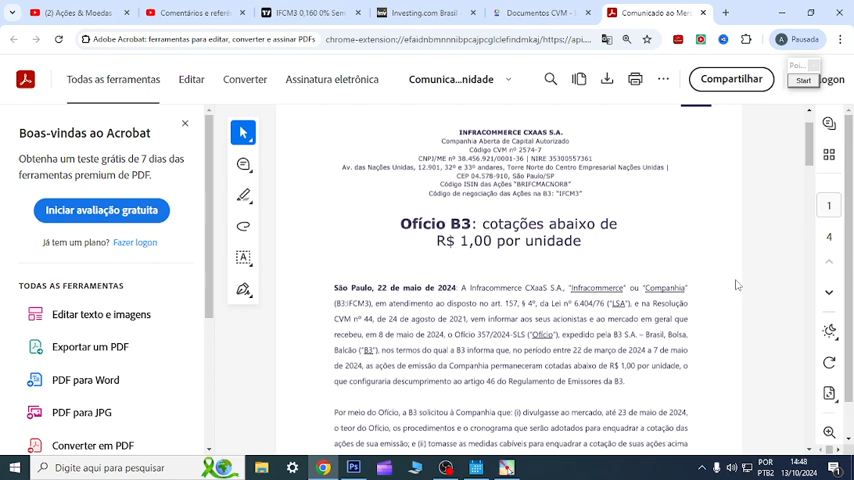 (2) Ações & Moedas
Comentários e referê
IFCM3 0,160 0% Sem
Investing.com Brasil -
Documentos CVM -
Comunicado ao Mer
Adobe Acrobat: ferramentas para editar, converter e assinar PDFs
chrome-extension://efaidnbmnnnibpcajpcglclefindmkaj/https://api....
A Pausada
Poi...
Start
Todas as ferramentas
Editar
Converter
Assinatura eletrônica
Comunica...nidade
Compartilhar
logon
Boas-vindas ao Acrobat
Obtenha um teste grátis de 7 dias das
ferramentas premium de PDF.
Iniciar avaliação gratuita
Já tem um plano? Fazer logon
TODAS AS FERRAMENTAS
Editar texto e imagens
Exportar um PDF
PDF para Word
PDF para JPG
Converter em PDF
INFRACOMMERCE CXAAS S.A.
Companhia Aberta de Capital Autorizado
Código CVM nº 2574-7
CNPJ/ME nº 38.456.921/0001-36 | NIRE 35300557361
Av. das Nações Unidas, 12.901, 32º e 33º andares, Torre Norte do Centro Empresarial Nações Unidas |
CEP 04.578-910, São Paulo/SP
Código ISIN das Ações "BRIFCMACNOR8"
Código de negociação das Ações na B3: "IFCM3"
Ofício B3: cotações abaixo de
R$ 1,00 por unidade
São Paulo, 22 de maio de 2024: A Infracommerce CXaaS S.A., "Infracommerce" ou "Companhia"
(B3:IFCM3), em atendimento ao disposto no art. 157, § 4º, da Lei nº 6.404/76 ("LSA"), e na Resolução
CVM nº 44, de 24 de agosto de 2021, vem informar aos seus acionistas e ao mercado em geral que
recebeu, em 8 de maio de 2024, o Ofício 357/2024-SLS ("Ofício"), expedido pela B3 S.A. – Brasil, Bolsa,
Balcão ("B3"), nos termos do qual a B3 informa que, no período entre 22 de março de 2024 a 7 de maio
de 2024, as ações de emissão da Companhia permaneceram cotadas abaixo de R$ 1,00 por unidade, o
que configuraria descumprimento ao artigo 46 do Regulamento de Emissores da B3.
Por meio do Ofício, a B3 solicitou à Companhia que: (i) divulgasse ao mercado, até 23 de maio de 2024,
o teor do Ofício, os procedimentos e o cronograma que serão adotados para enquadrar a cotação das
ações de sua emissão; e (ii) tomasse as medidas cabíveis para enquadrar a cotação de suas ações acima
1
4
Digite aqui para pesquisar
POR
PTB2
14:48
13/10/2024